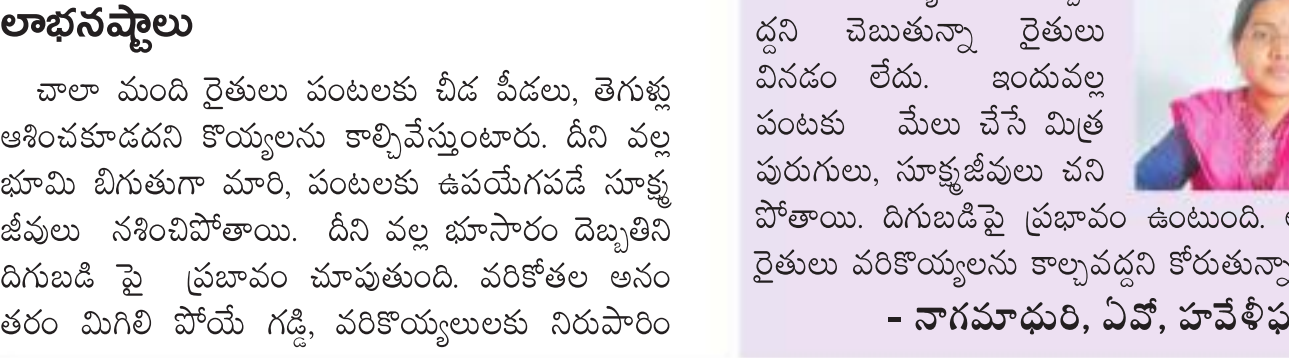 లాభనష్టాలు
చాలా మంది రైతులు పంటలకు చీడ పీడలు, తెగుళ్లు
ఆశించకూడదని కొయ్యలను కాల్చివేస్తుంటారు. దీని వల్ల
భూమి బిగుతుగా మారి, పంటలకు ఉపయేగపడే సూక్ష్మ
జీవులు నశించిపోతాయి. దీని వల్ల భూసారం దెబ్బతిని
దిగుబడి పై ప్రబావం చూపుతుంది. వరికోతల అనం
తరం మిగిలి పోయే గడ్డి, వరికొయ్యలులకు నిరుపారిం
ద్దని చెబుతున్నా రైతులు
వినడం లేదు. ఇందువల్ల
పంటకు మేలు చేసే మిత్ర
పురుగులు, సూక్ష్మజీవులు చని
పోతాయి. దిగుబడిపై ప్రభావం ఉంటుంది.
రైతులు వరికొయ్యలను కాల్చవద్దని కోరుతున్నా
- నాగమాధురి, ఏవో, హవేళీఘ